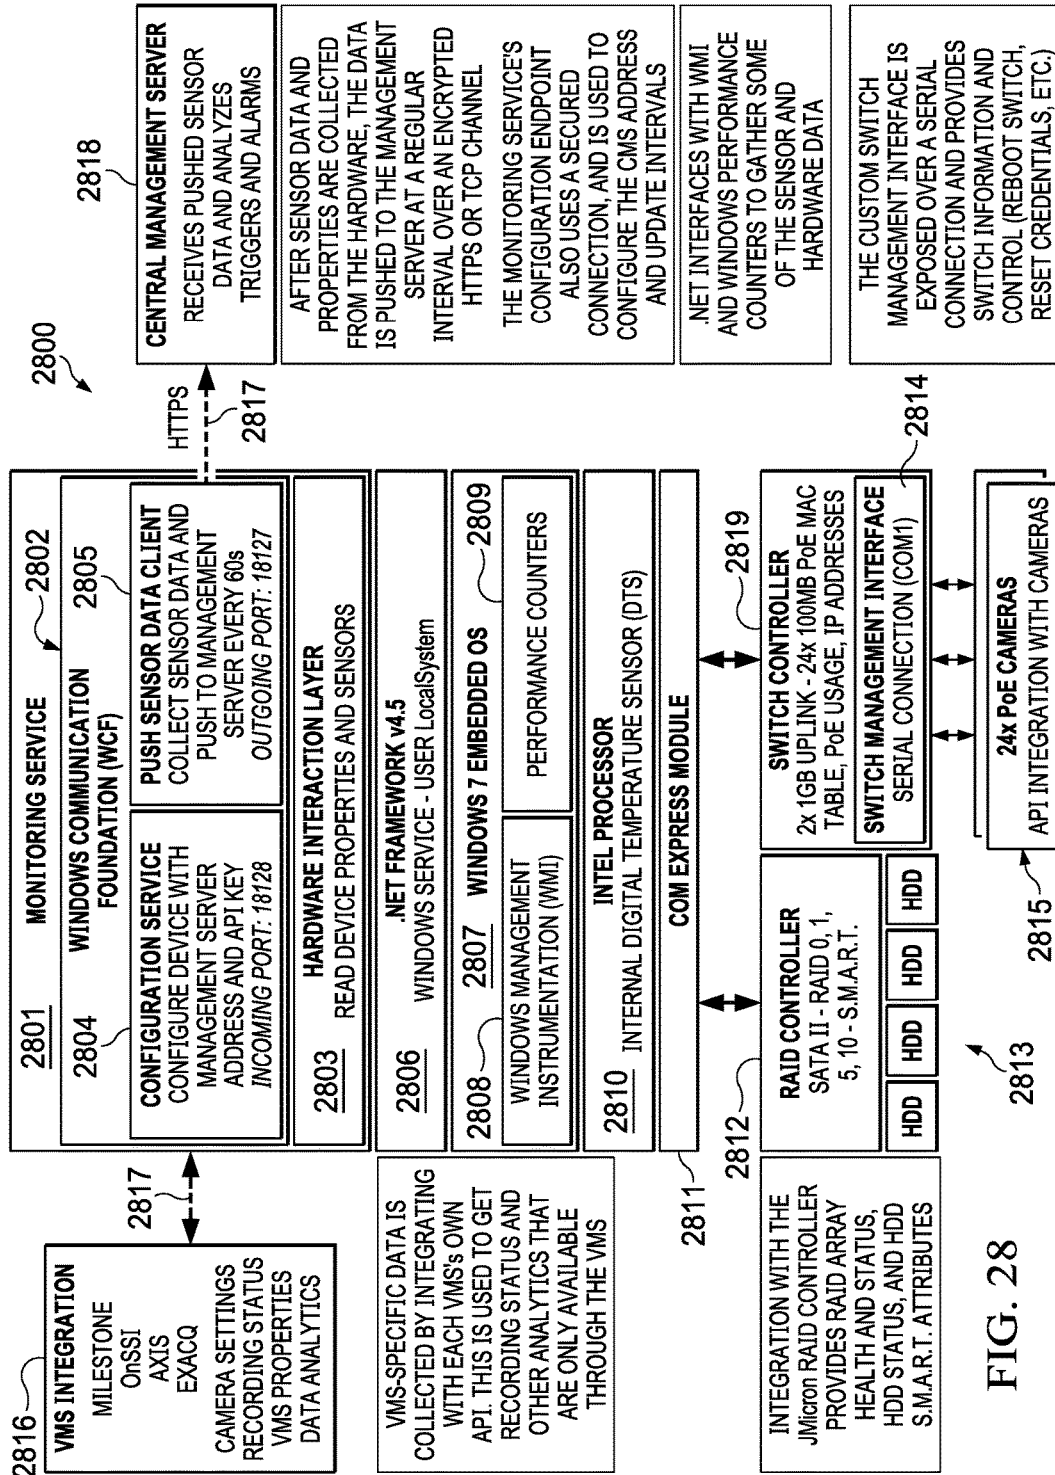 2800
2816
VMS INTEGRATION
MILESTONE
OnSSI
AXIS
EXACQ
CAMERA SETTINGS
RECORDING STATUS
VMS PROPERTIES
DATA ANALYTICS
2817
VMS-SPECIFIC DATA IS
COLLECTED BY INTEGRATING
WITH EACH VMS's OWN
API. THIS IS USED TO GET
RECORDING STATUS AND
OTHER ANALYTICS THAT
ARE ONLY AVAILABLE
THROUGH THE VMS
INTEGRATION WITH THE
JMicron RAID CONTROLLER
PROVIDES RAID ARRAY
HEALTH AND STATUS,
HDD STATUS, AND HDD
S.M.A.R.T. ATTRIBUTES
2801
MONITORING SERVICE
2802
WINDOWS COMMUNICATION
FOUNDATION (WCF)
2804
CONFIGURATION SERVICE
CONFIGURE DEVICE WITH
MANAGEMENT SERVER
ADDRESS AND API KEY
INCOMING PORT: 18128
2805
PUSH SENSOR DATA CLIENT
COLLECT SENSOR DATA AND
PUSH TO MANAGEMENT
SERVER EVERY 60s
OUTGOING PORT: 18127
HARDWARE INTERACTION LAYER
2803
READ DEVICE PROPERTIES AND SENSORS
.NET FRAMEWORK v4.5
2806
WINDOWS SERVICE - USER LocalSystem
2807
WINDOWS 7 EMBEDDED OS
2808
WINDOWS MANAGEMENT
INSTRUMENTATION (WMI)
2809
PERFORMANCE COUNTERS
INTEL PROCESSOR
2810
INTERNAL DIGITAL TEMPERATURE SENSOR (DTS)
COM EXPRESS MODULE
2811
2812
RAID CONTROLLER
SATA II - RAID 0, 1,
5, 10 - S.M.A.R.T.
HDD
HDD
HDD
HDD
2813
2819
SWITCH CONTROLLER
2x 1GB UPLINK - 24x 100MB PoE MAC
TABLE, PoE USAGE, IP ADDRESSES
SWITCH MANAGEMENT INTERFACE
SERIAL CONNECTION (COM1)
2814
24x PoE CAMERAS
API INTEGRATION WITH CAMERAS
2815
HTTPS
2817
2818
CENTRAL MANAGEMENT SERVER
RECEIVES PUSHED SENSOR
DATA AND ANALYZES
TRIGGERS AND ALARMS
AFTER SENSOR DATA AND
PROPERTIES ARE COLLECTED
FROM THE HARDWARE, THE DATA
IS PUSHED TO THE MANAGEMENT
SERVER AT A REGULAR
INTERVAL OVER AN ENCRYPTED
HTTPS OR TCP CHANNEL
THE MONITORING SERVICE'S
CONFIGURATION ENDPOINT
ALSO USES A SECURED
CONNECTION, AND IS USED TO
CONFIGURE THE CMS ADDRESS
AND UPDATE INTERVALS
.NET INTERFACES WITH WMI
AND WINDOWS PERFORMANCE
COUNTERS TO GATHER SOME
OF THE SENSOR AND
HARDWARE DATA
THE CUSTOM SWITCH
MANAGEMENT INTERFACE IS
EXPOSED OVER A SERIAL
CONNECTION AND PROVIDES
SWITCH INFORMATION AND
CONTROL (REBOOT SWITCH,
RESET CREDENTIALS, ETC.)
FIG. 28